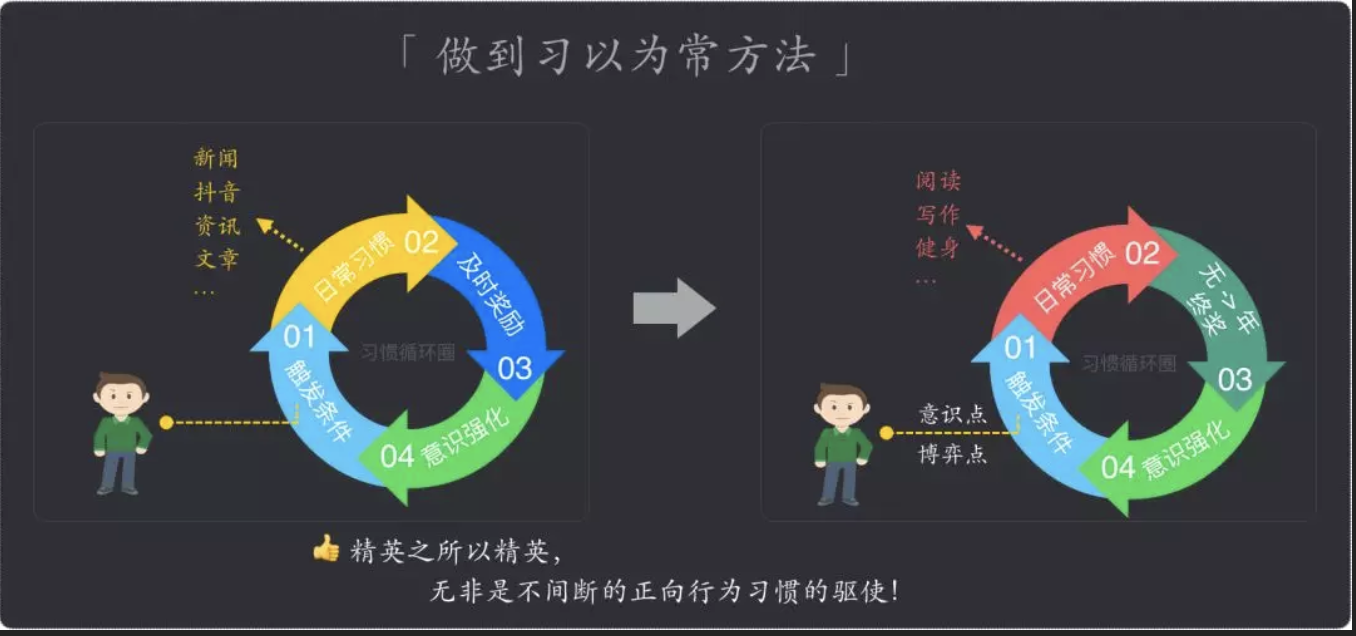 「 做到习以为常方法 」
新闻
抖音
资讯
文章
...
01
触发条件
日常习惯
02
及时奖励
03
04
意识强化
习惯循环圈
阅读
写作
健身
...
01
触发条件
日常习惯
02
无>年
终奖
03
04
意识强化
习惯循环圈
意识点
博弈点
👍 精英之所以精英，
无非是不间断的正向行为习惯的驱使！